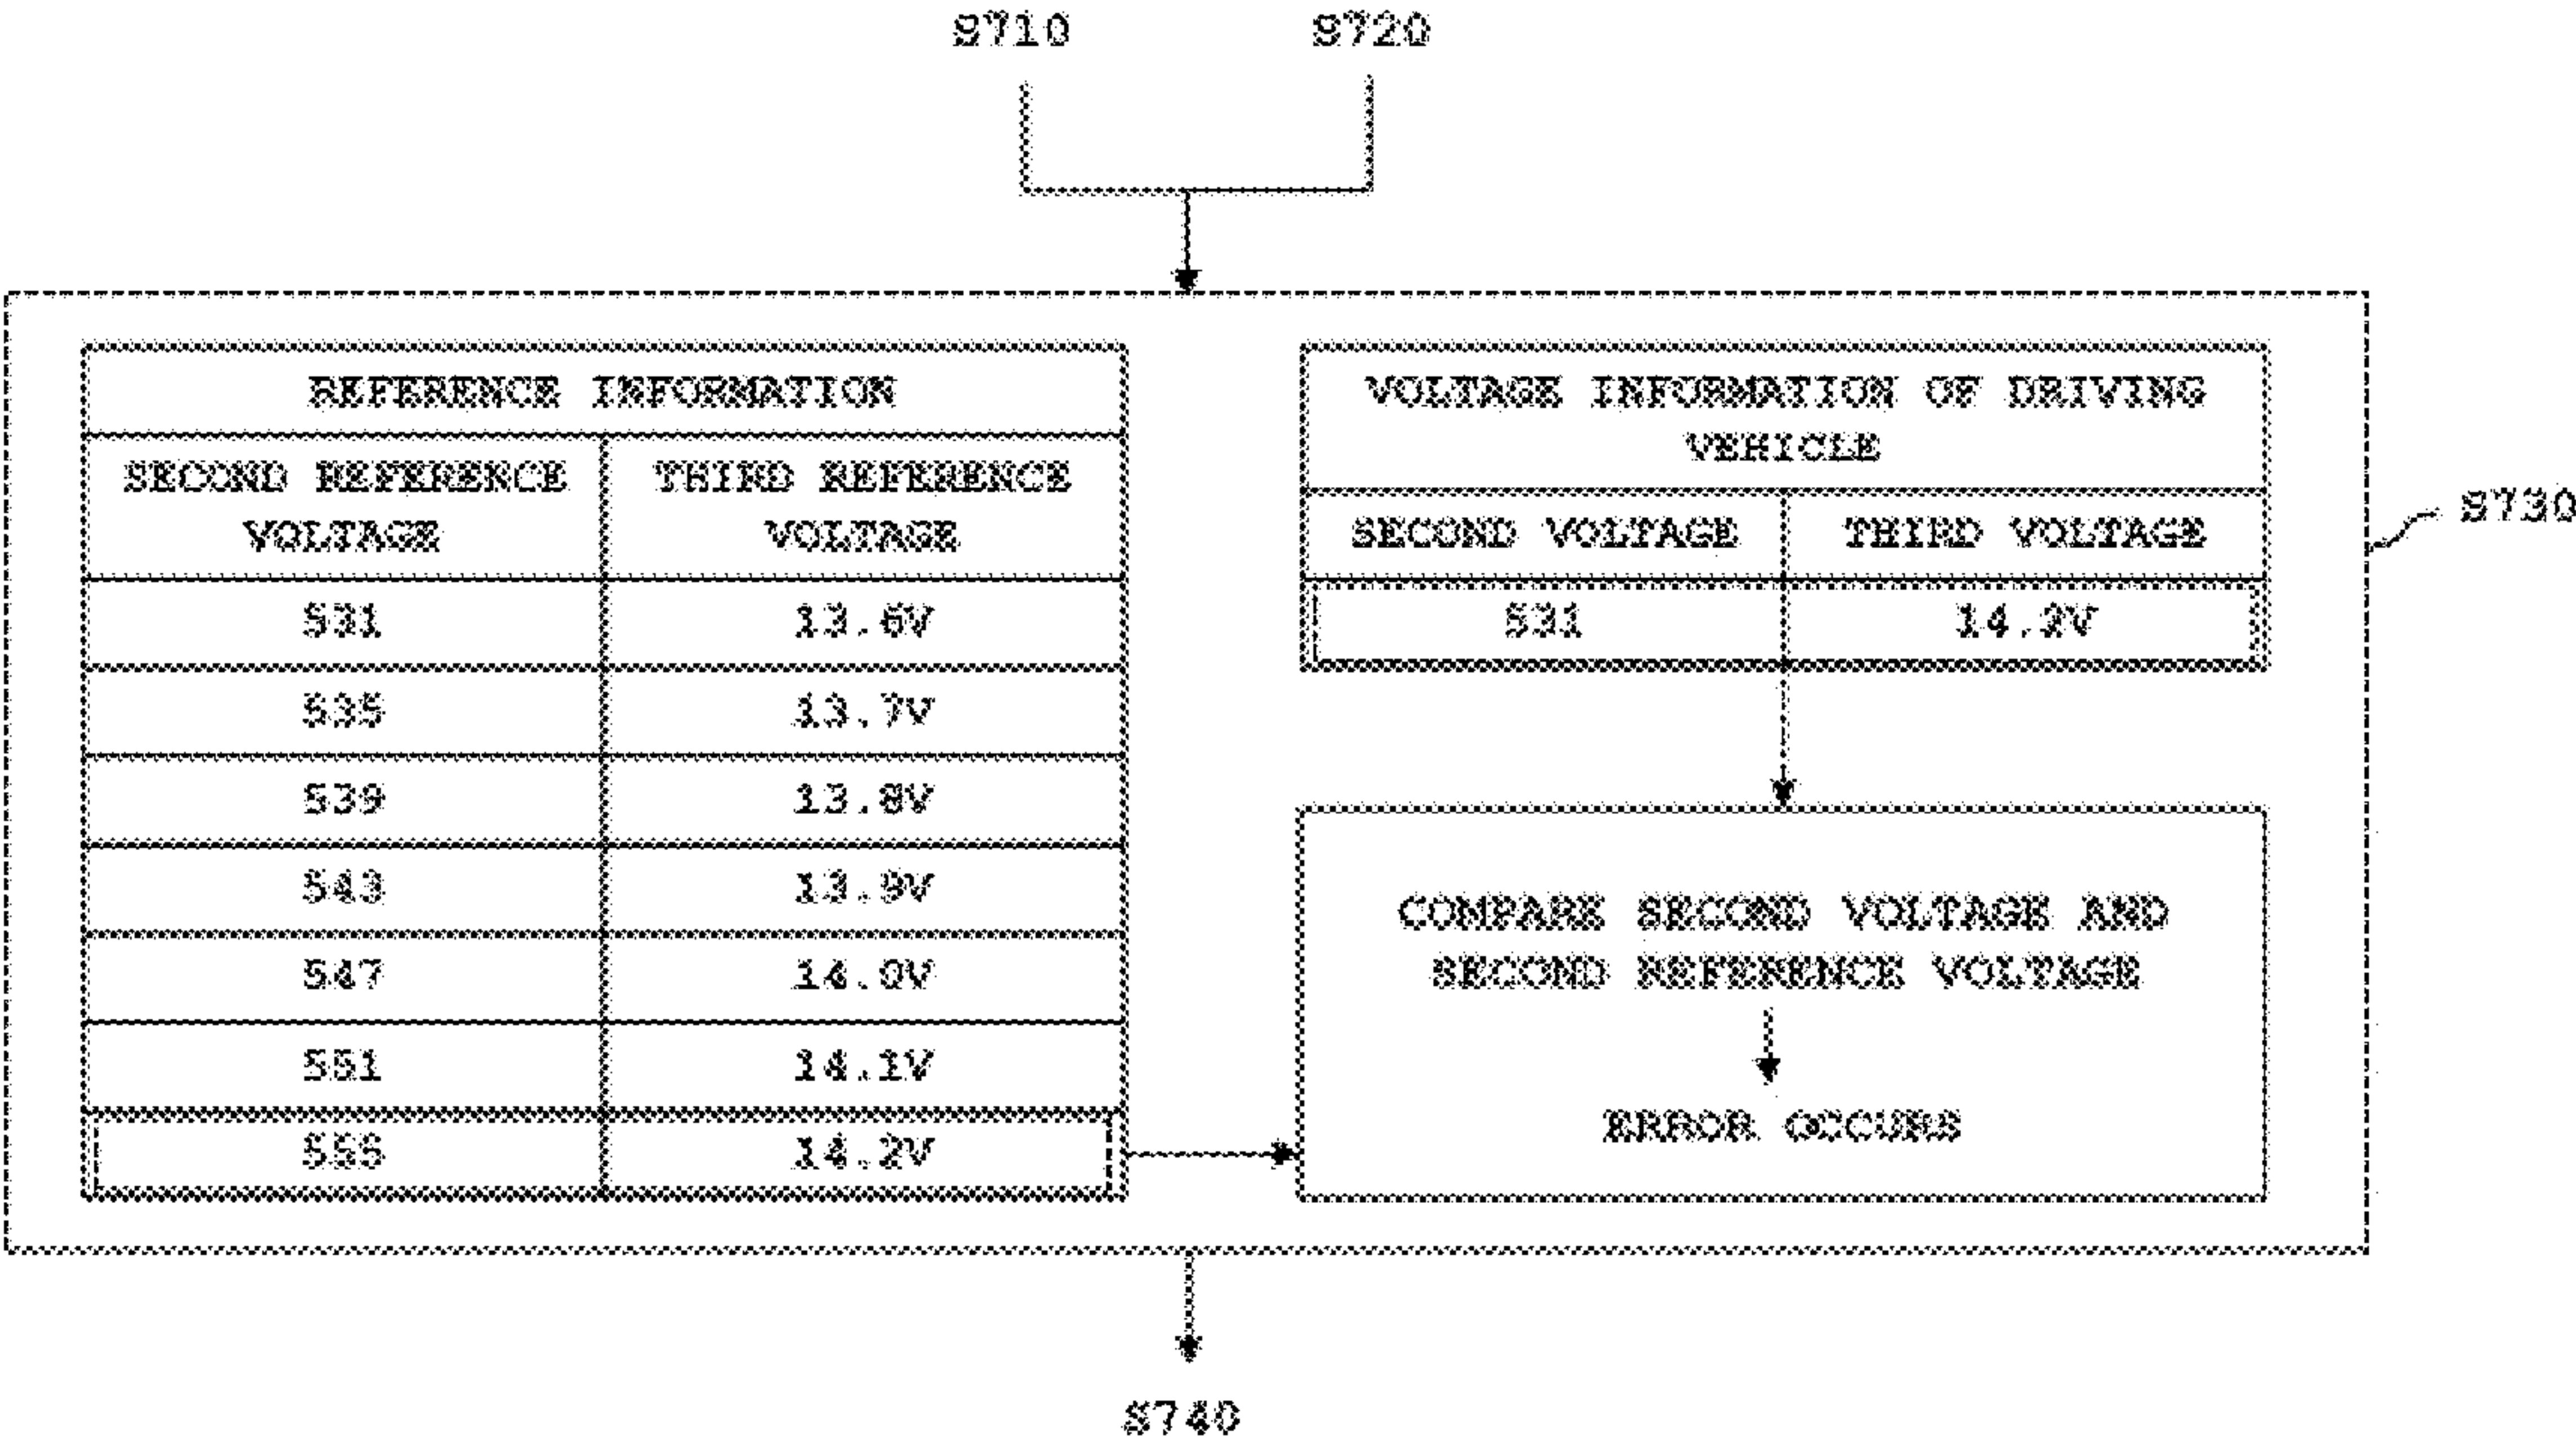 S710 S720
REFERENCE INFORMATION
SECOND REFERENCE VOLTAGE
THIRD REFERENCE VOLTAGE
531 13.6V
535 13.7V
539 13.8V
543 13.9V
547 14.0V
551 14.1V
555 14.2V
VOLTAGE INFORMATION OF DRIVING
VEHICLE
SECOND VOLTAGE THIRD VOLTAGE
531 14.2V
COMPARE SECOND VOLTAGE AND
SECOND REFERENCE VOLTAGE
ERROR OCCURS
S730
S740